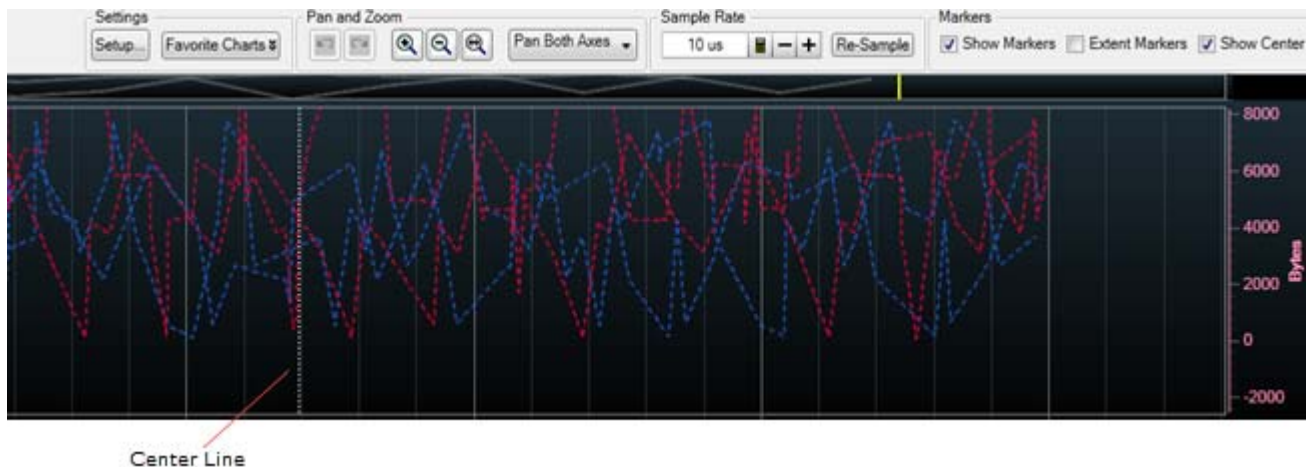 Settings
Pan and Zoom
Sample Rate
Markers
Setup...
Favorite Charts
Pan Both Axes
10 us
Re-Sample
Show Markers
Extent Markers
Show Center
8000
6000
4000
2000
0
-2000
Bytes
Center Line